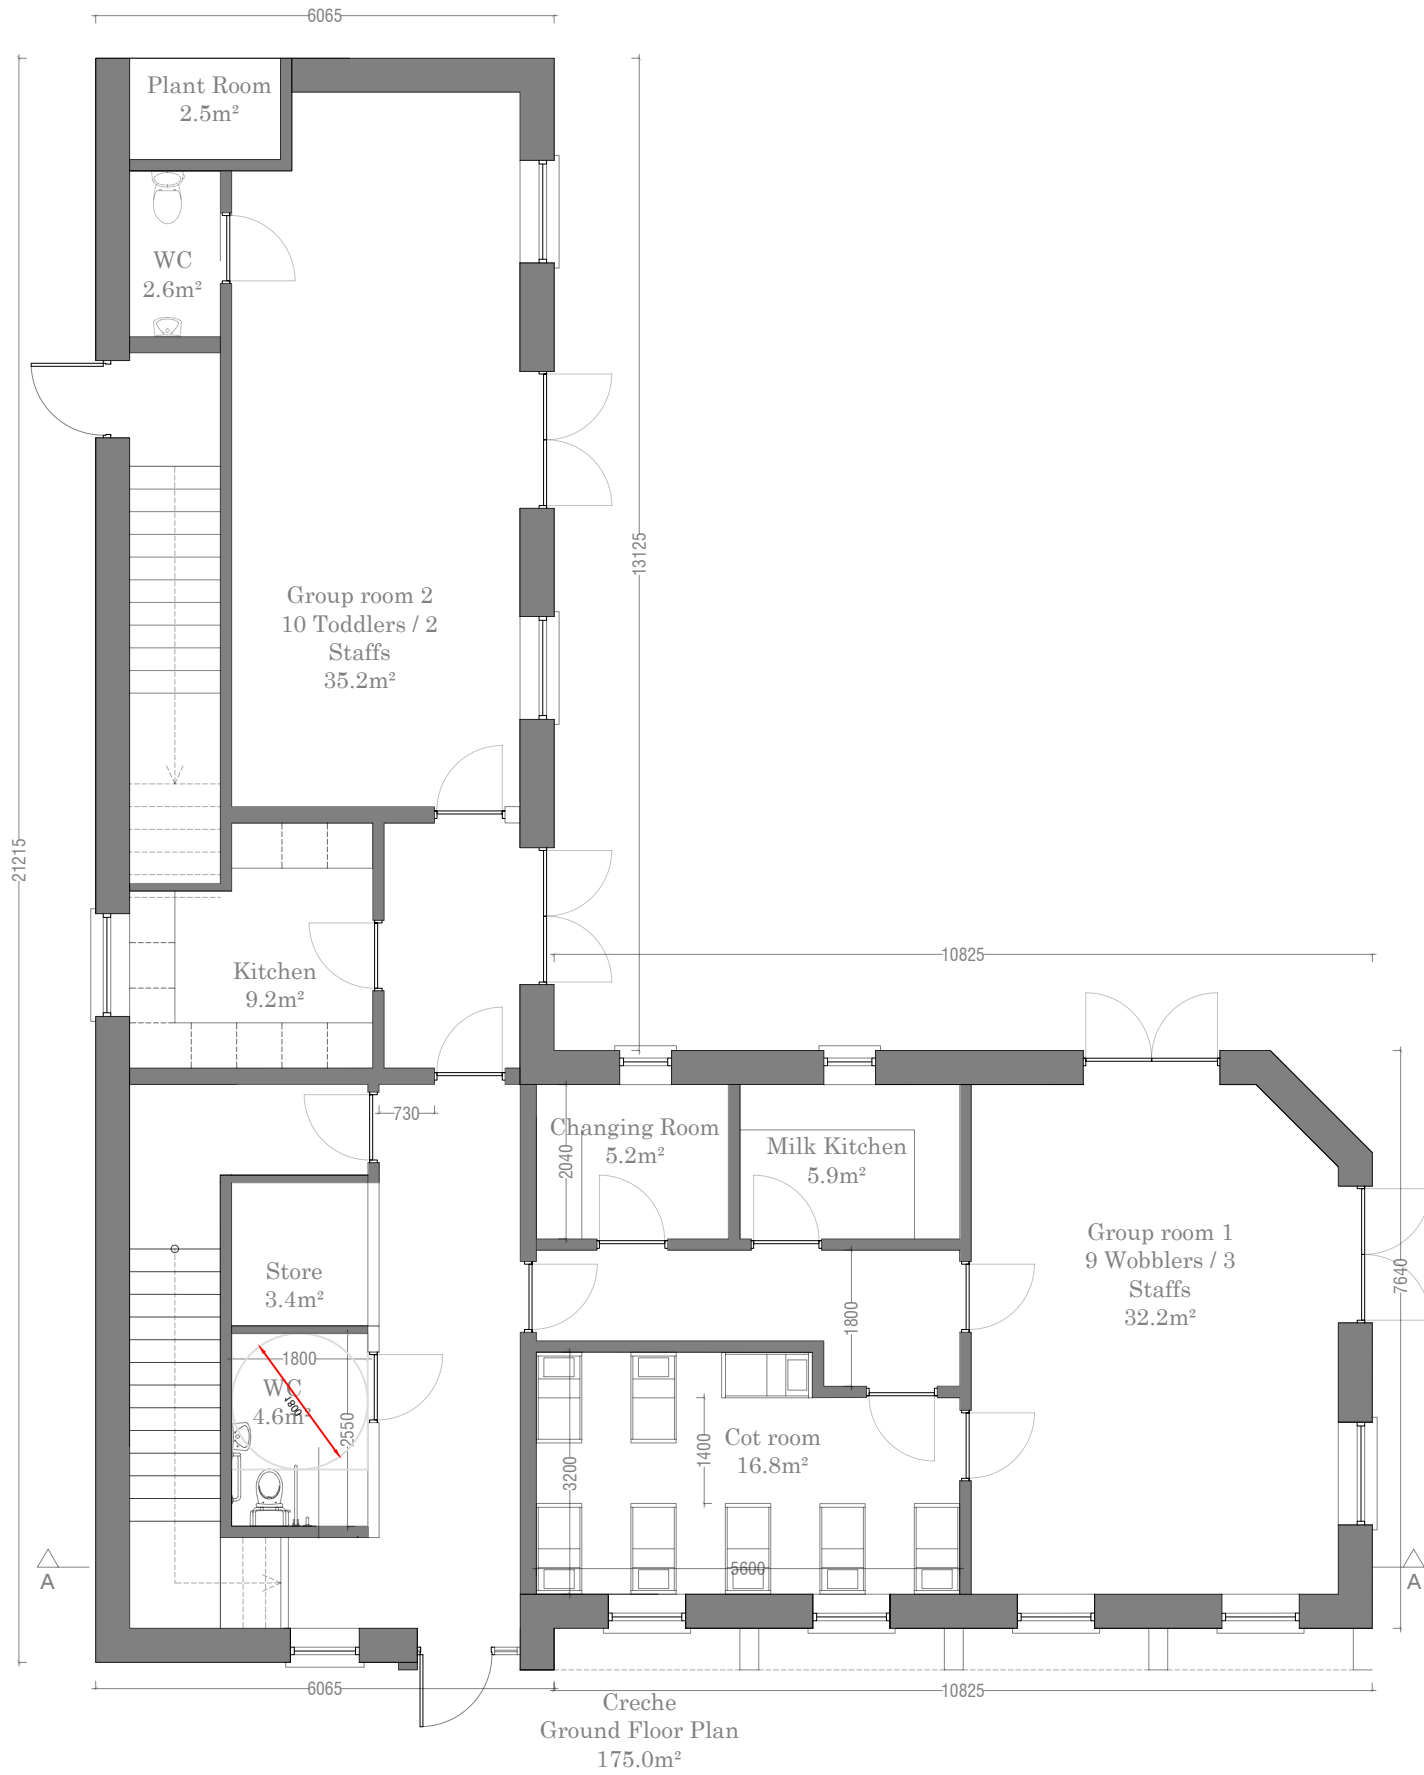 6065
Plant Room
2.5m²
WC
2.6m²
13125
Group room 2
10 Toddlers / 2
Staffs
35.2m²
21215
10825
Kitchen
9.2m²
730
Changing Room
5.2m²
2040
Milk Kitchen
5.9m²
Group room 1
9 Wobblers / 3
Staffs
32.2m²
7640
Store
3.4m²
1800
1800
WC
4.6m²
1800
2550
Cot room
16.8m²
1400
3200
5600
A
A
6065
10825
Creche
Ground Floor Plan
175.0m²